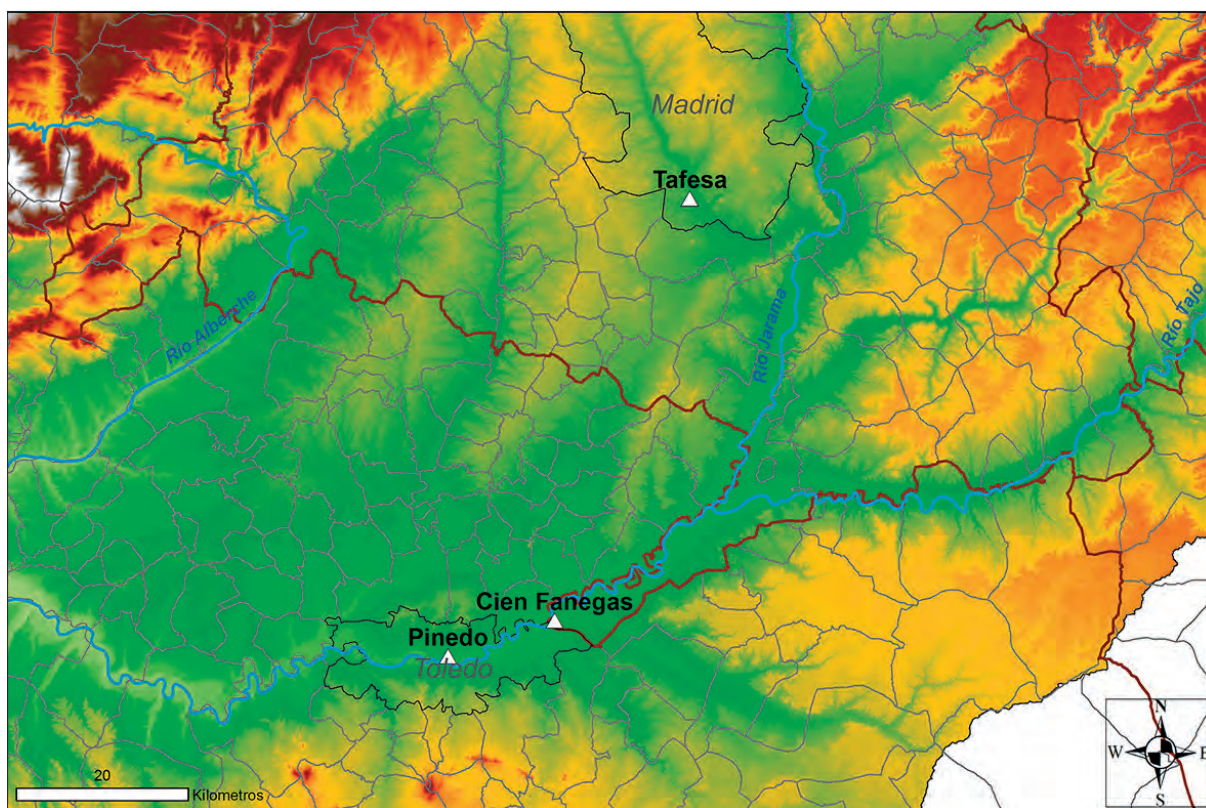 Madrid
Tafesa
Río Alberche
Río Jarama
Río Tajo
Cien Fanegas
Pinedo
Toledo
N
W E
S
20
Kilometros